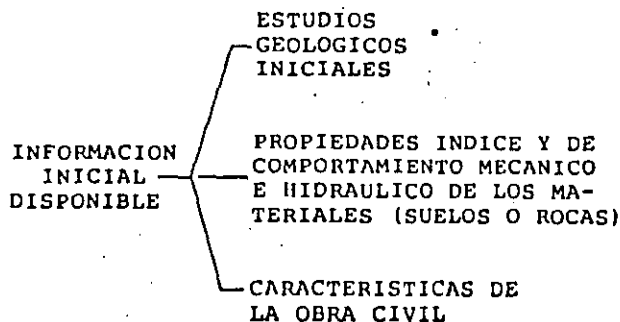 ESTUDIOS
GEOLOGICOS
INICIALES
INFORMACION
INICIAL
DISPONIBLE
PROPIEDADES INDICE Y DE
COMPORTAMIENTO MECANICO
E HIDRAULICO DE LOS MA-
TERIALES (SUELOS O ROCAS)
CARACTERISTICAS DE
LA OBRA CIVIL